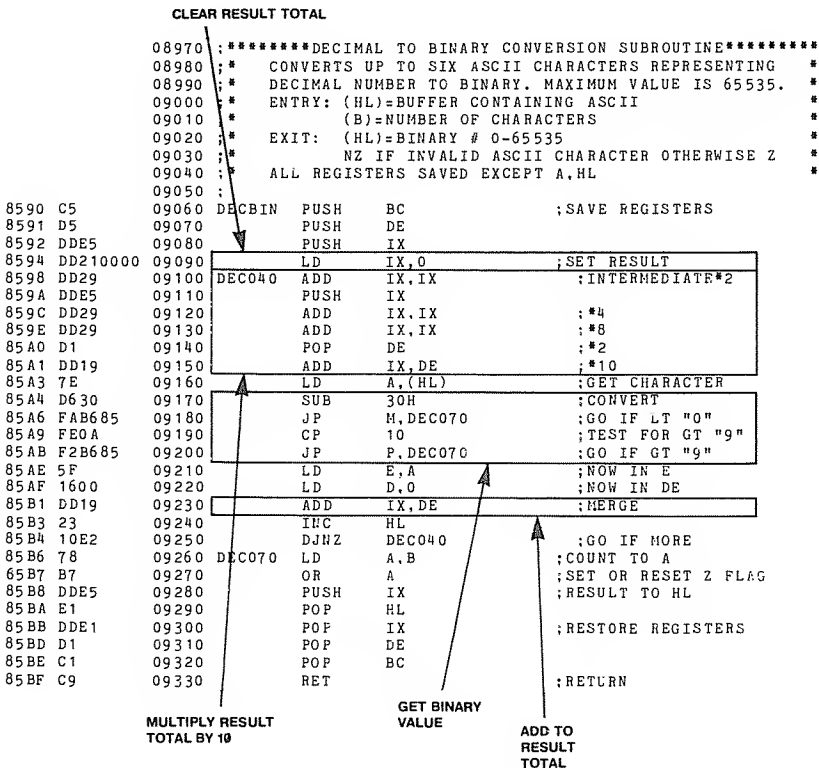 CLEAR RESULT TOTAL
08970 ;********DECIMAL TO BINARY CONVERSION SUBROUTINE*********
08980 ;* CONVERTS UP TO SIX ASCII CHARACTERS REPRESENTING *
08990 ;* DECIMAL NUMBER TO BINARY. MAXIMUM VALUE IS 65535. *
09000 ;* ENTRY: (HL)=BUFFER CONTAINING ASCII *
09010 ;* (B)=NUMBER OF CHARACTERS *
09020 ;* EXIT: (HL)=BINARY # 0-65535 *
09030 ;* NZ IF INVALID ASCII CHARACTER OTHERWISE Z *
09040 ;* ALL REGISTERS SAVED EXCEPT A,HL *
09050 ;
8590 C5 09060 DECBIN PUSH BC ;SAVE REGISTERS
8591 D5 09070 PUSH DE
8592 DDE5 09080 PUSH IX
8594 DD210000 09090 LD IX,0 ;SET RESULT
8598 DD29 09100 DEC040 ADD IX,IX ;INTERMEDIATE*2
859A DDE5 09110 PUSH IX
859C DD29 09120 ADD IX,IX ;*4
859E DD29 09130 ADD IX,IX ;*8
85A0 D1 09140 POP DE ;*2
85A1 DD19 09150 ADD IX,DE ;*10
85A3 7E 09160 LD A,(HL) ;GET CHARACTER
85A4 D630 09170 SUB 30H ;CONVERT
85A6 FAB685 09180 JP M,DEC070 ;GO IF LT "0"
85A9 FE0A 09190 CP 10 ;TEST FOR GT "9"
85AB F2B685 09200 JP P,DEC070 ;GO IF GT "9"
85AE 5F 09210 LD E,A ;NOW IN E
85AF 1600 09220 LD D,0 ;NOW IN DE
85B1 DD19 09230 ADD IX,DE ;MERGE
85B3 23 09240 INC HL
85B4 10E2 09250 DJNZ DEC040 ;GO IF MORE
85B6 78 09260 DEC070 LD A,B ;COUNT TO A
65B7 B7 09270 OR A ;SET OR RESET Z FLAG
85B8 DDE5 09280 PUSH IX ;RESULT TO HL
85BA E1 09290 POP HL
85BB DDE1 09300 POP IX ;RESTORE REGISTERS
85BD D1 09310 POP DE
85BE C1 09320 POP BC
85BF C9 09330 RET ;RETURN
MULTIPLY RESULT
TOTAL BY 10
GET BINARY
VALUE
ADD TO
RESULT
TOTAL